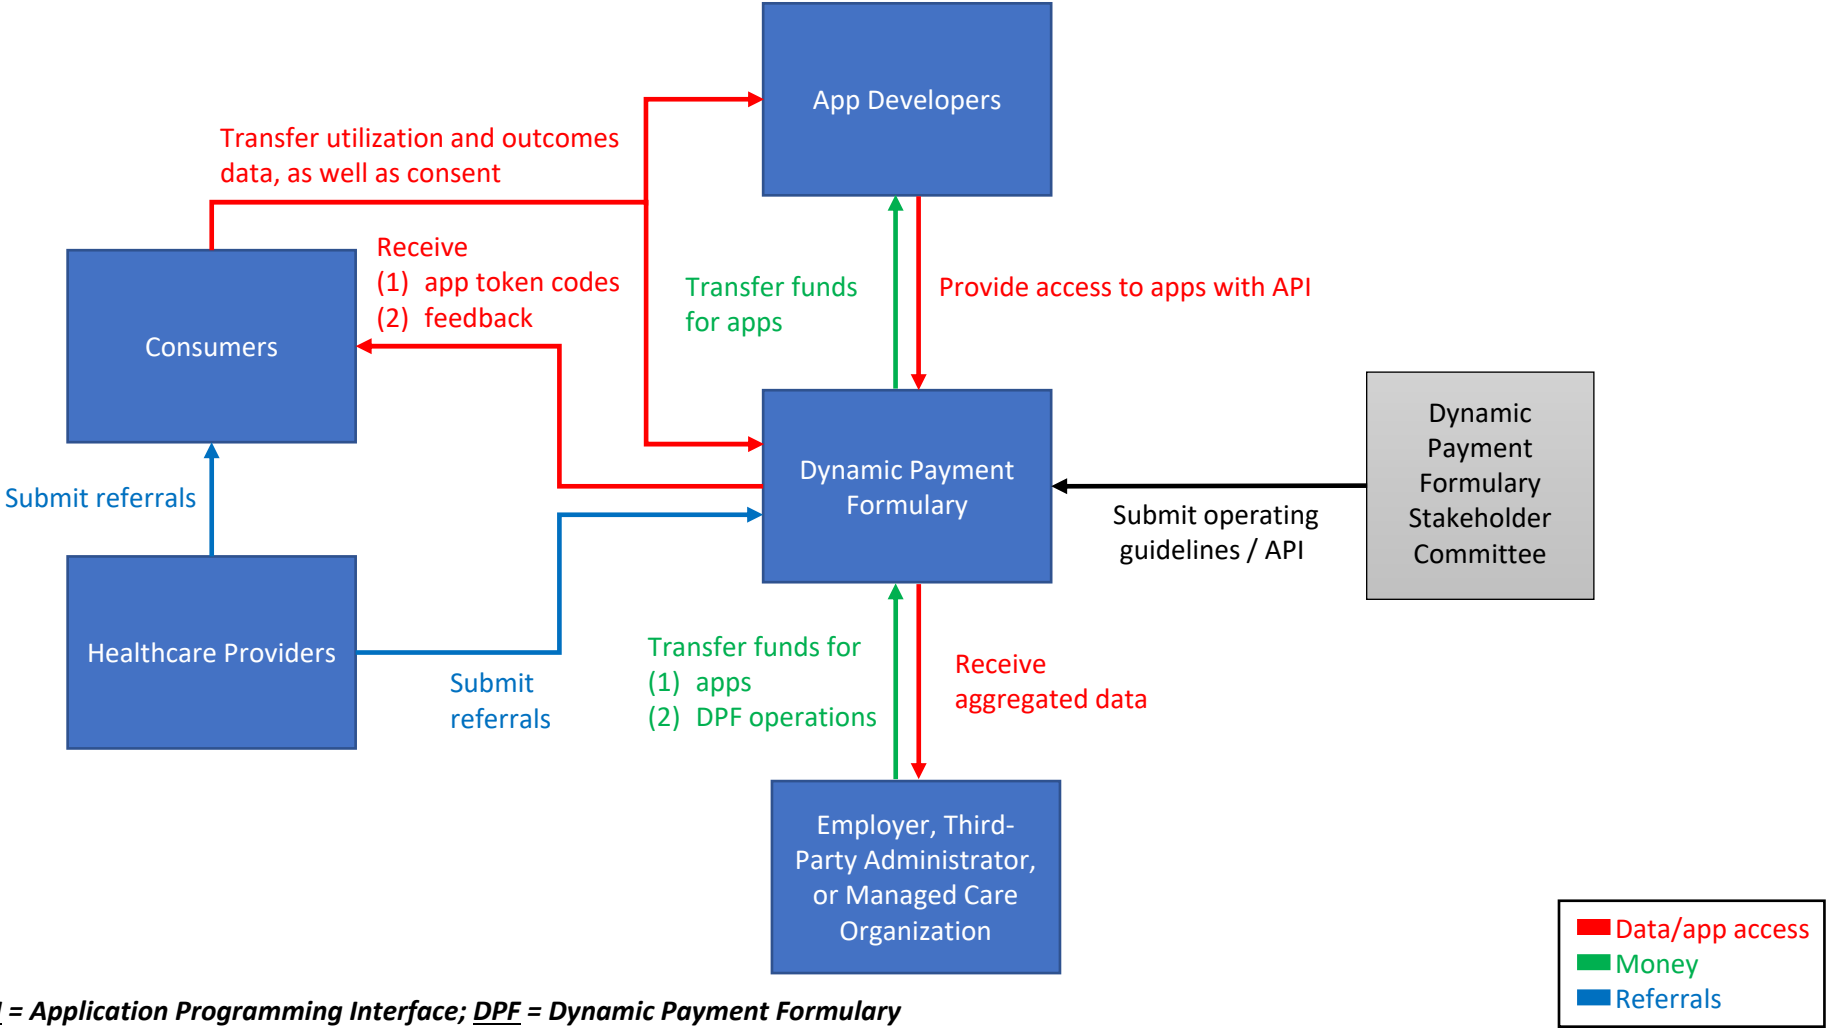 App Developers
Transfer utilization and outcomes
data, as well as consent
Receive
(1) app token codes
(2) feedback
Transfer funds
for apps
Provide access to apps with API
Consumers
Dynamic
Payment
Formulary
Stakeholder
Committee
Dynamic Payment
Formulary
Submit referrals
Submit operating
guidelines / API
Healthcare Providers
Submit
referrals
Transfer funds for
(1) apps
(2) DPF operations
Receive
aggregated data
Employer, Third-
Party Administrator,
or Managed Care
Organization
Data/app access
Money
Referrals
= Application Programming Interface; DPF = Dynamic Payment Formulary